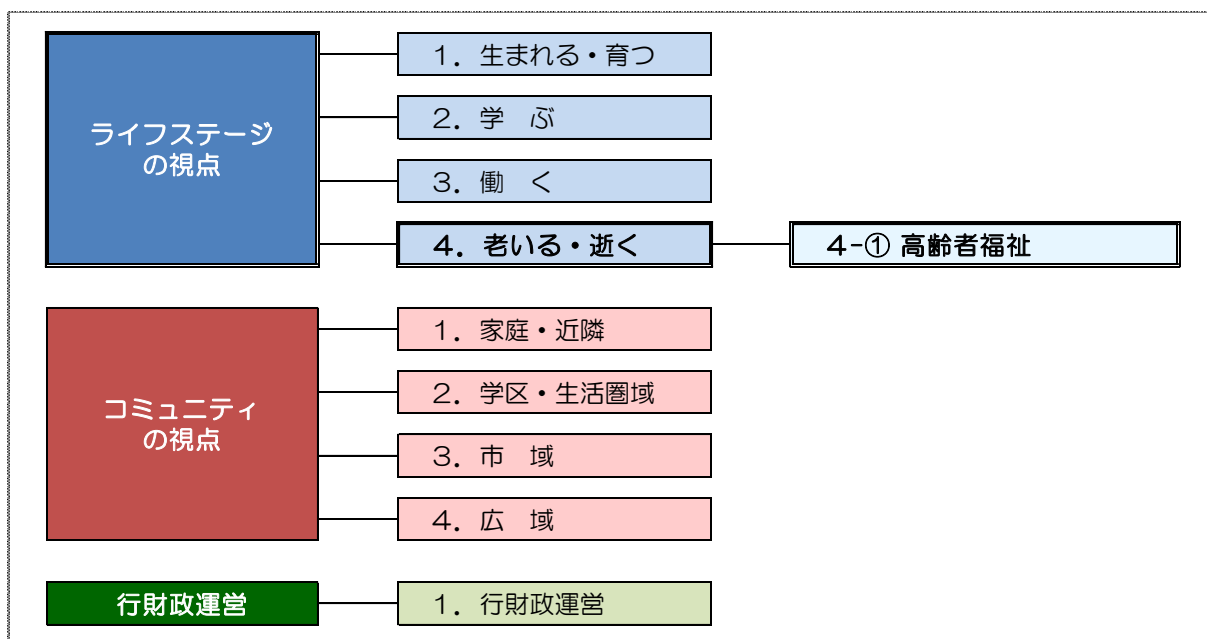 ライフステージ
の視点
１．生まれる・育つ
２．学　ぶ
３．働　く
４．老いる・逝く
４-① 高齢者福祉
コミュニティ
の視点
１．家庭・近隣
２．学区・生活圏域
３．市　域
４．広　域
行財政運営
１．行財政運営